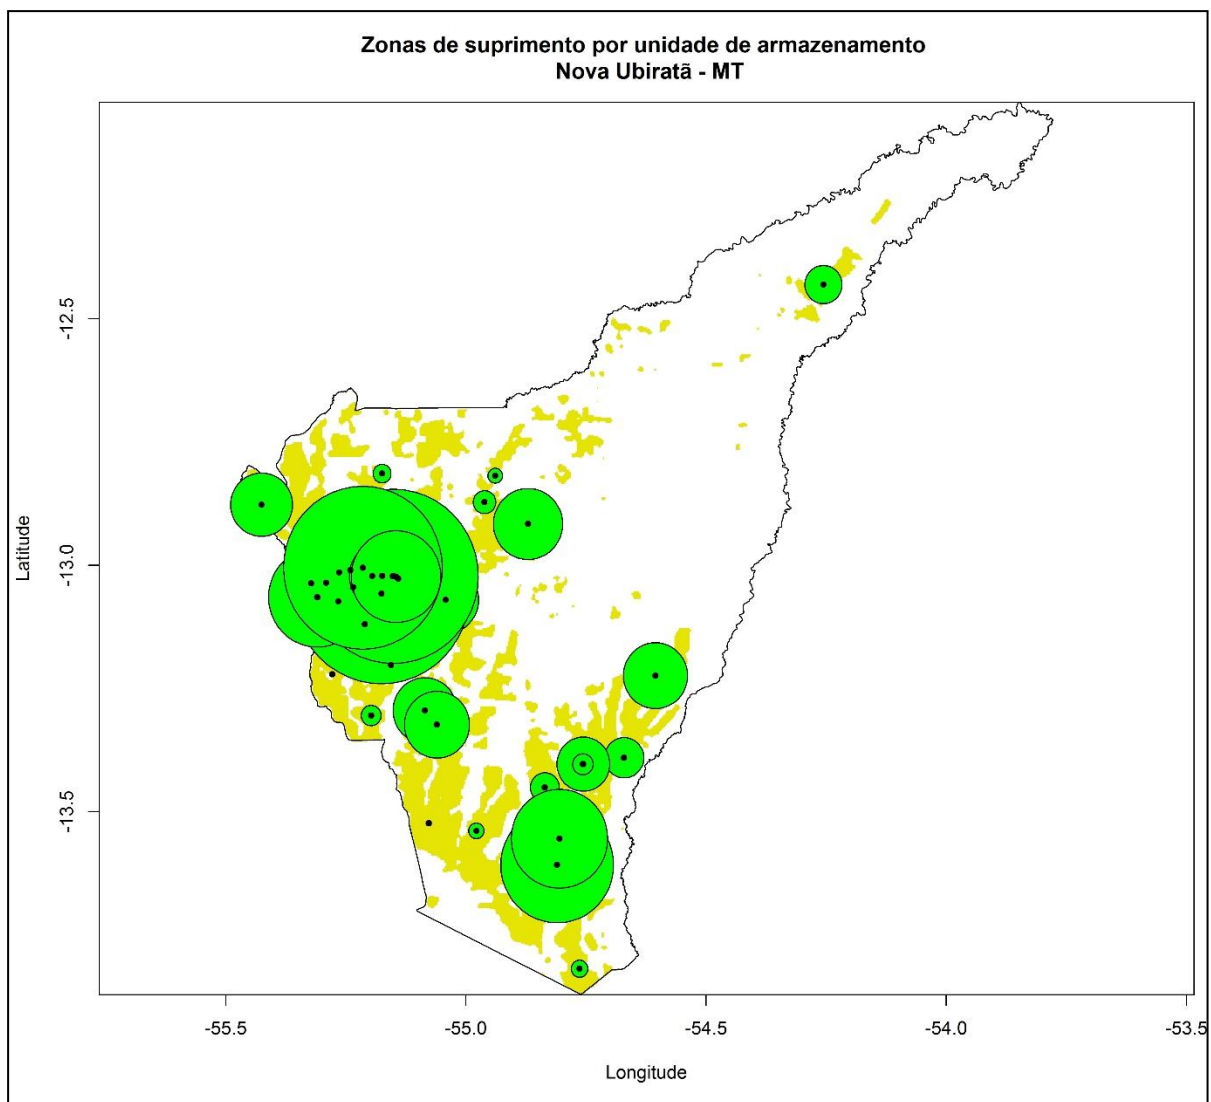 Zonas de suprimento por unidade de armazenamento
Nova Ubiratã - MT
-12.5
-13.0
-13.5
Latitude
-55.5
-55.0
-54.5
-54.0
-53.5
Longitude